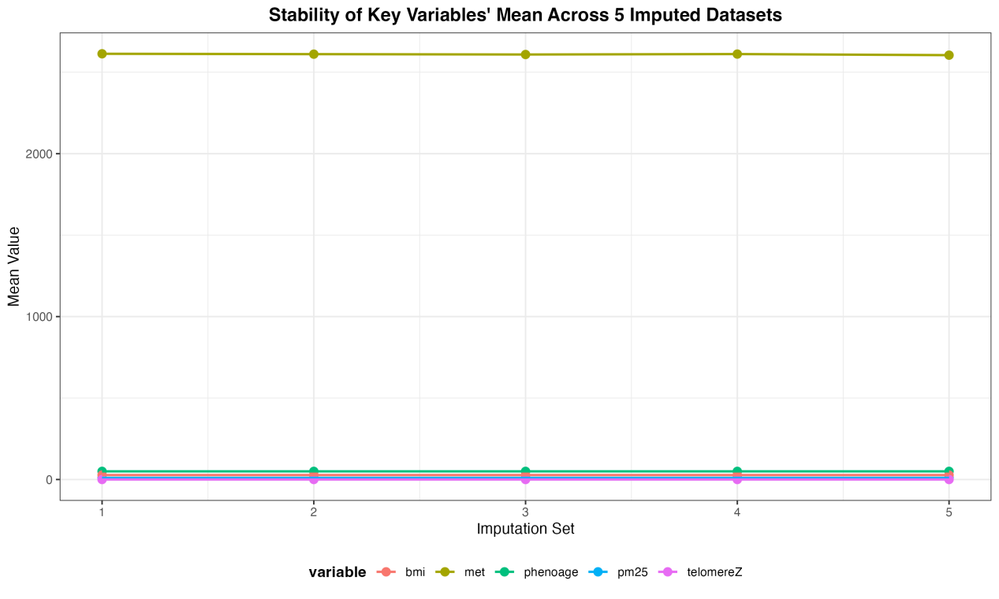 Stability of Key Variables' Mean Across 5 Imputed Datasets
Mean Value
2000
1000
0
1 2 3 4 5
Imputation Set
variable bmi met phenoage pm25 telomereZ